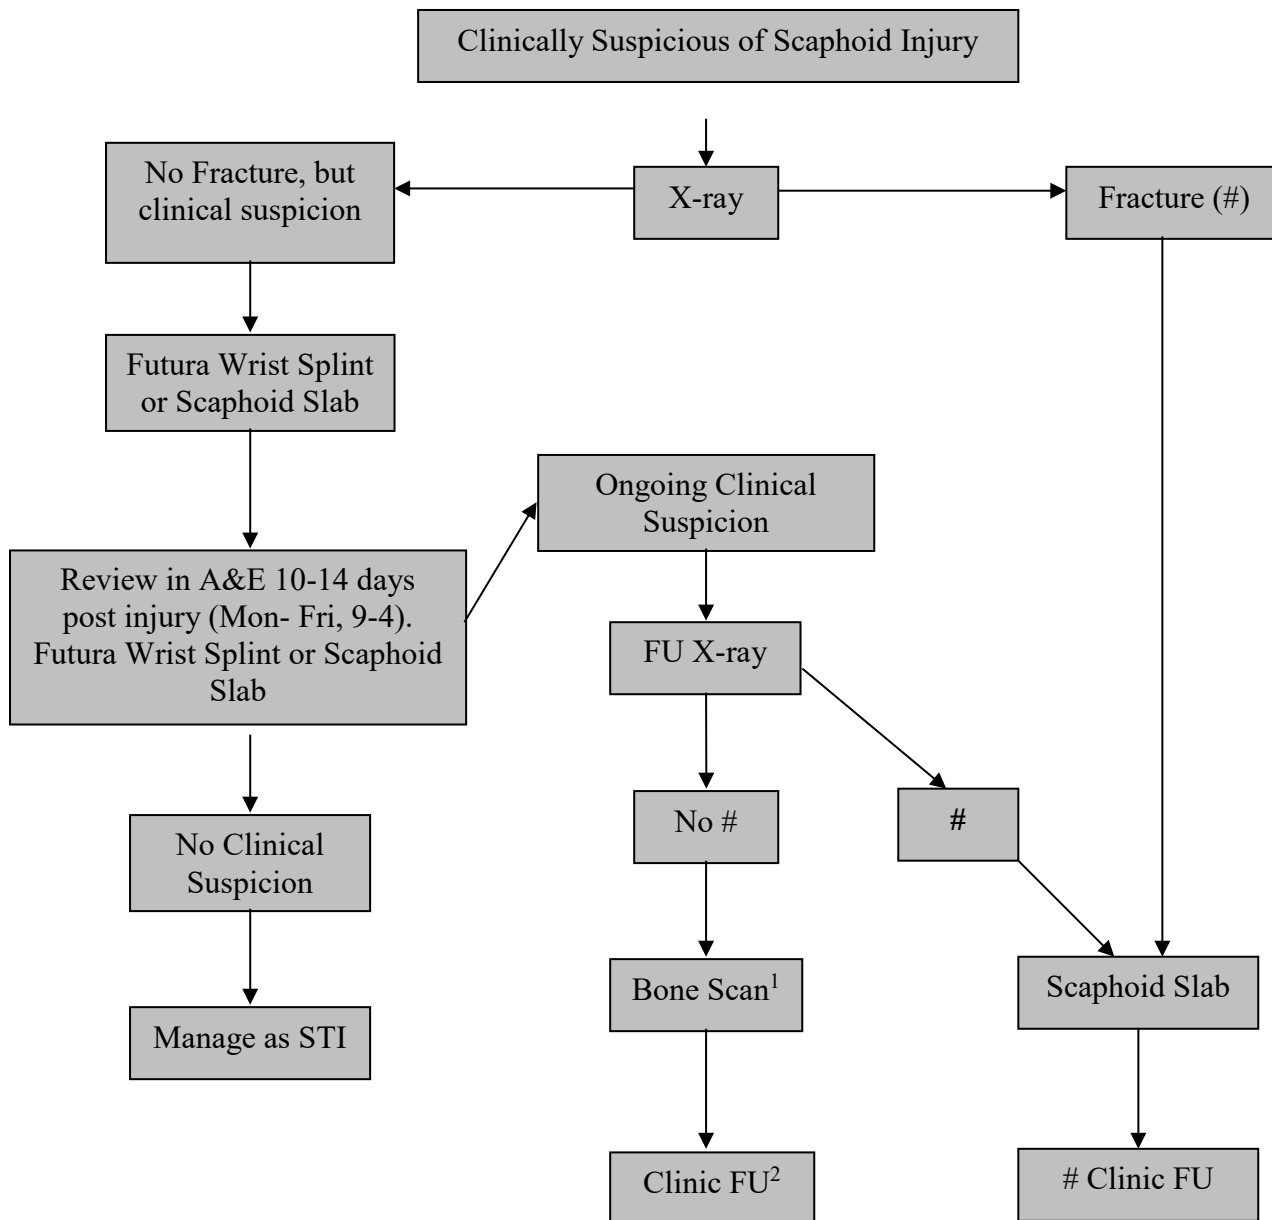 Clinically Suspicious of Scaphoid Injury
No Fracture, but
clinical suspicion
X-ray
Fracture (#)
Futura Wrist Splint
or Scaphoid Slab
Ongoing Clinical
Suspicion
Review in A&E 10-14 days
post injury (Mon- Fri, 9-4).
Futura Wrist Splint or Scaphoid
Slab
FU X-ray
No #
#
No Clinical
Suspicion
Bone Scan¹
Scaphoid Slab
Manage as STI
Clinic FU²
# Clinic FU